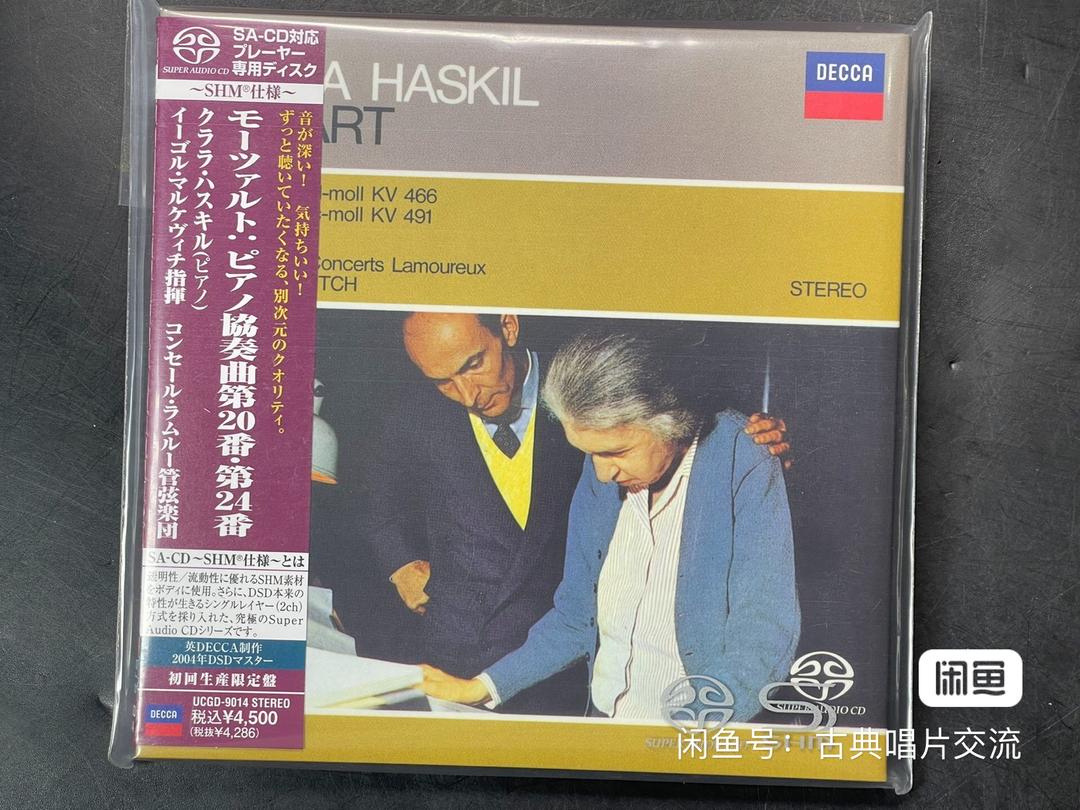 SUPER AUDIO CD
SA-CD対応
プレーヤー
専用ディスク
〜SHM®仕様〜
音が深い! 気持ちいい!
ずっと聴いていたくなる、別次元のクオリティ。
モーツァルト:ピアノ協奏曲第20番・第24番
クララ・ハスキル(ピアノ)
イーゴル・マルケヴィチ指揮 コンセール・ラムルー管弦楽団
SA-CD〜SHM®仕様〜とは
透明性/流動性に優れるSHM素材
をボディに使用。さらに、DSD本来の
特性が生きるシングルレイヤー(2ch)
方式を採り入れた、究極のSuper
Audio CDシリーズです。
英DECCA制作
2004年DSDマスター
初回生産限定盤
UCGD-9014 STEREO
DECCA
税込¥4,500
(税抜¥4,286)
A HASKIL
ART
DECCA
-moll KV 466
-moll KV 491
oncerts Lamoureux
TCH
STEREO
SUPER AUDIO CD
闲鱼
闲鱼号:古典唱片交流